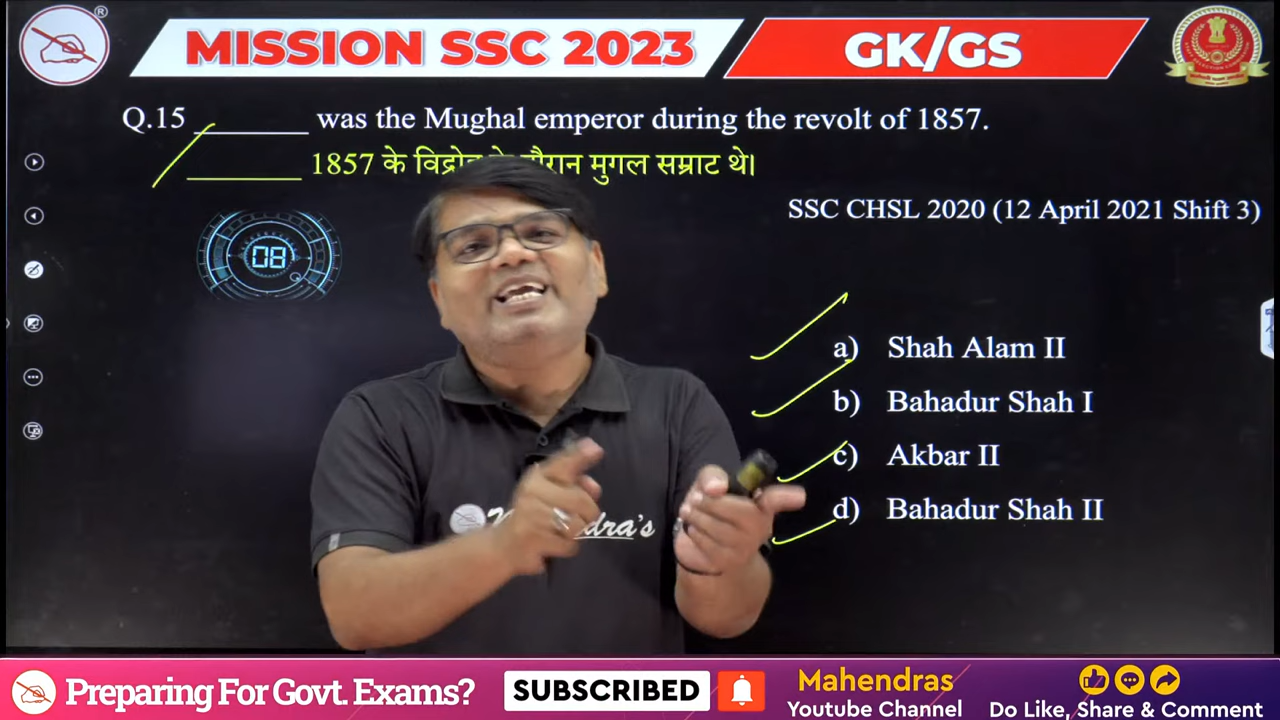 MISSION SSC 2023
GK/GS
Q.15 ________ was the Mughal emperor during the revolt of 1857.
________ 1857 के दौरान मुगल सम्राट थे।
SSC CHSL 2020 (12 April 2021 Shift 3)
08
a) Shah Alam II
b) Bahadur Shah I
c) Akbar II
d) Bahadur Shah II
Preparing For Govt. Exams?
SUBSCRIBED
Mahendras
Youtube Channel
Do Like, Share & Comment